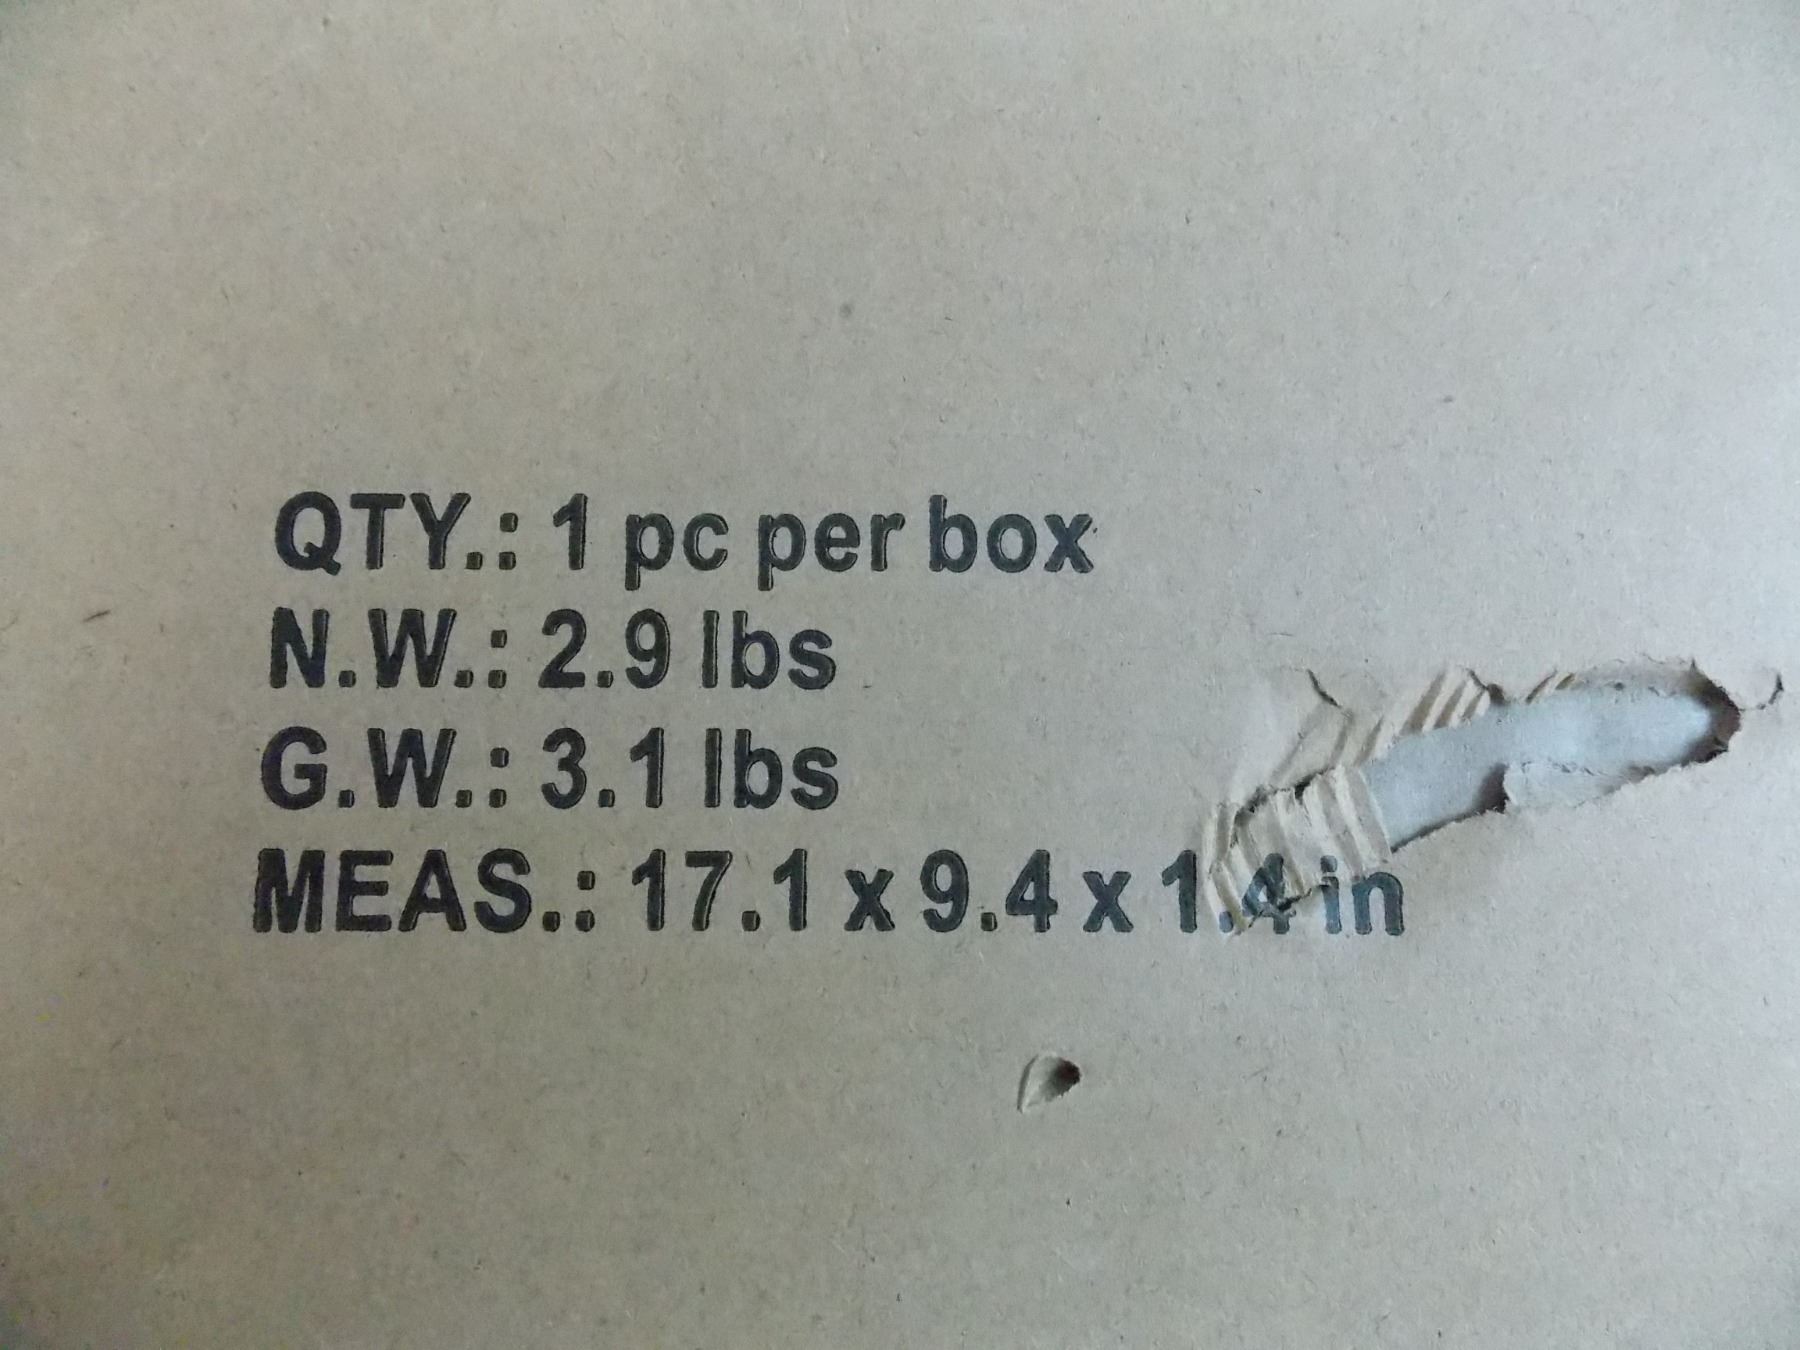 QTY.: 1 pc per box
N.W.: 2.9 lbs
G.W.: 3.1 lbs
MEAS.: 17.1 x 9.4 x 1.4 in